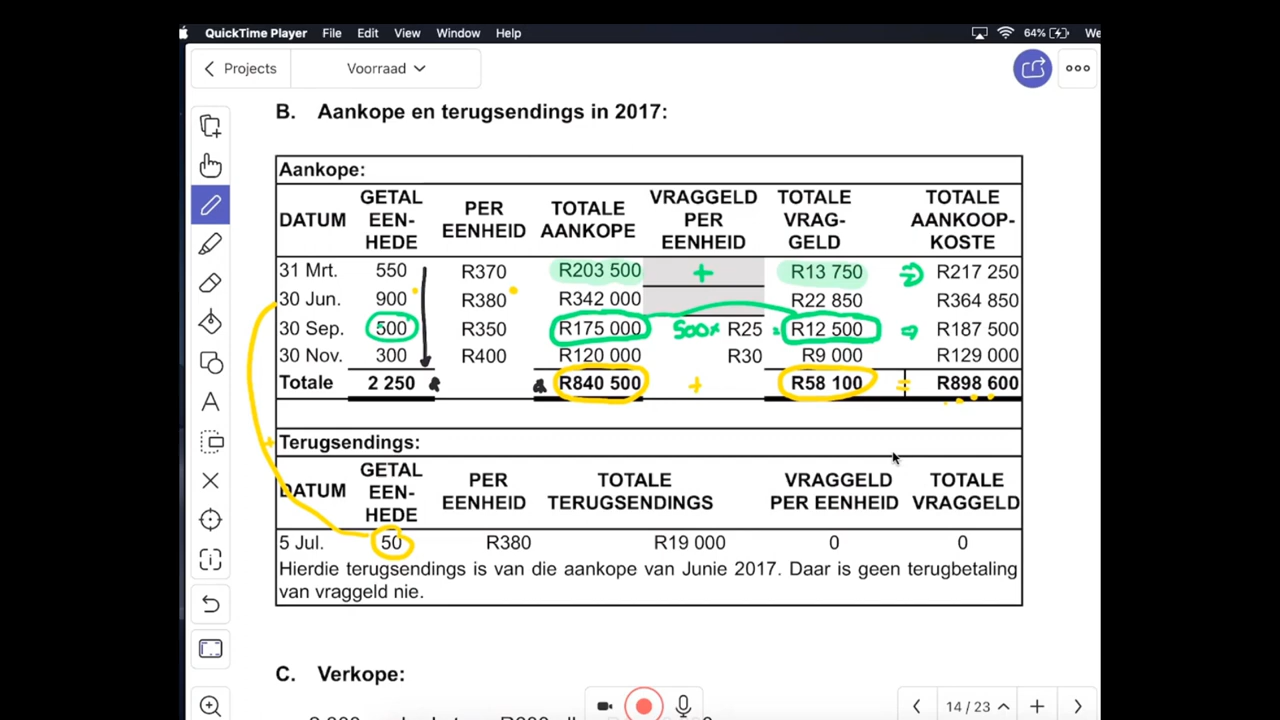 QuickTime Player File Edit View Window Help 64% We
Projects Voorraad
B. Aankope en terugsendings in 2017:
Aankope:
DATUM GETAL EEN-HEDE PER EENHEID TOTALE AANKOPE VRAGGELD PER EENHEID TOTALE VRAG-GELD TOTALE AANKOOP-KOSTE
31 Mrt. 550 R370 R203 500 + R13 750 R217 250
30 Jun. 900 R380 R342 000 R22 850 R364 850
30 Sep. 500 R350 R175 000 500x R25 = R12 500 R187 500
30 Nov. 300 R400 R120 000 R30 R9 000 R129 000
Totale 2 250 R840 500 + R58 100 = R898 600
Terugsendings:
DATUM GETAL EEN-HEDE PER EENHEID TOTALE TERUGSENDINGS VRAGGELD PER EENHEID TOTALE VRAGGELD
5 Jul. 50 R380 R19 000 0 0
Hierdie terugsendings is van die aankope van Junie 2017. Daar is geen terugbetaling
van vraggeld nie.
C. Verkope:
14 / 23